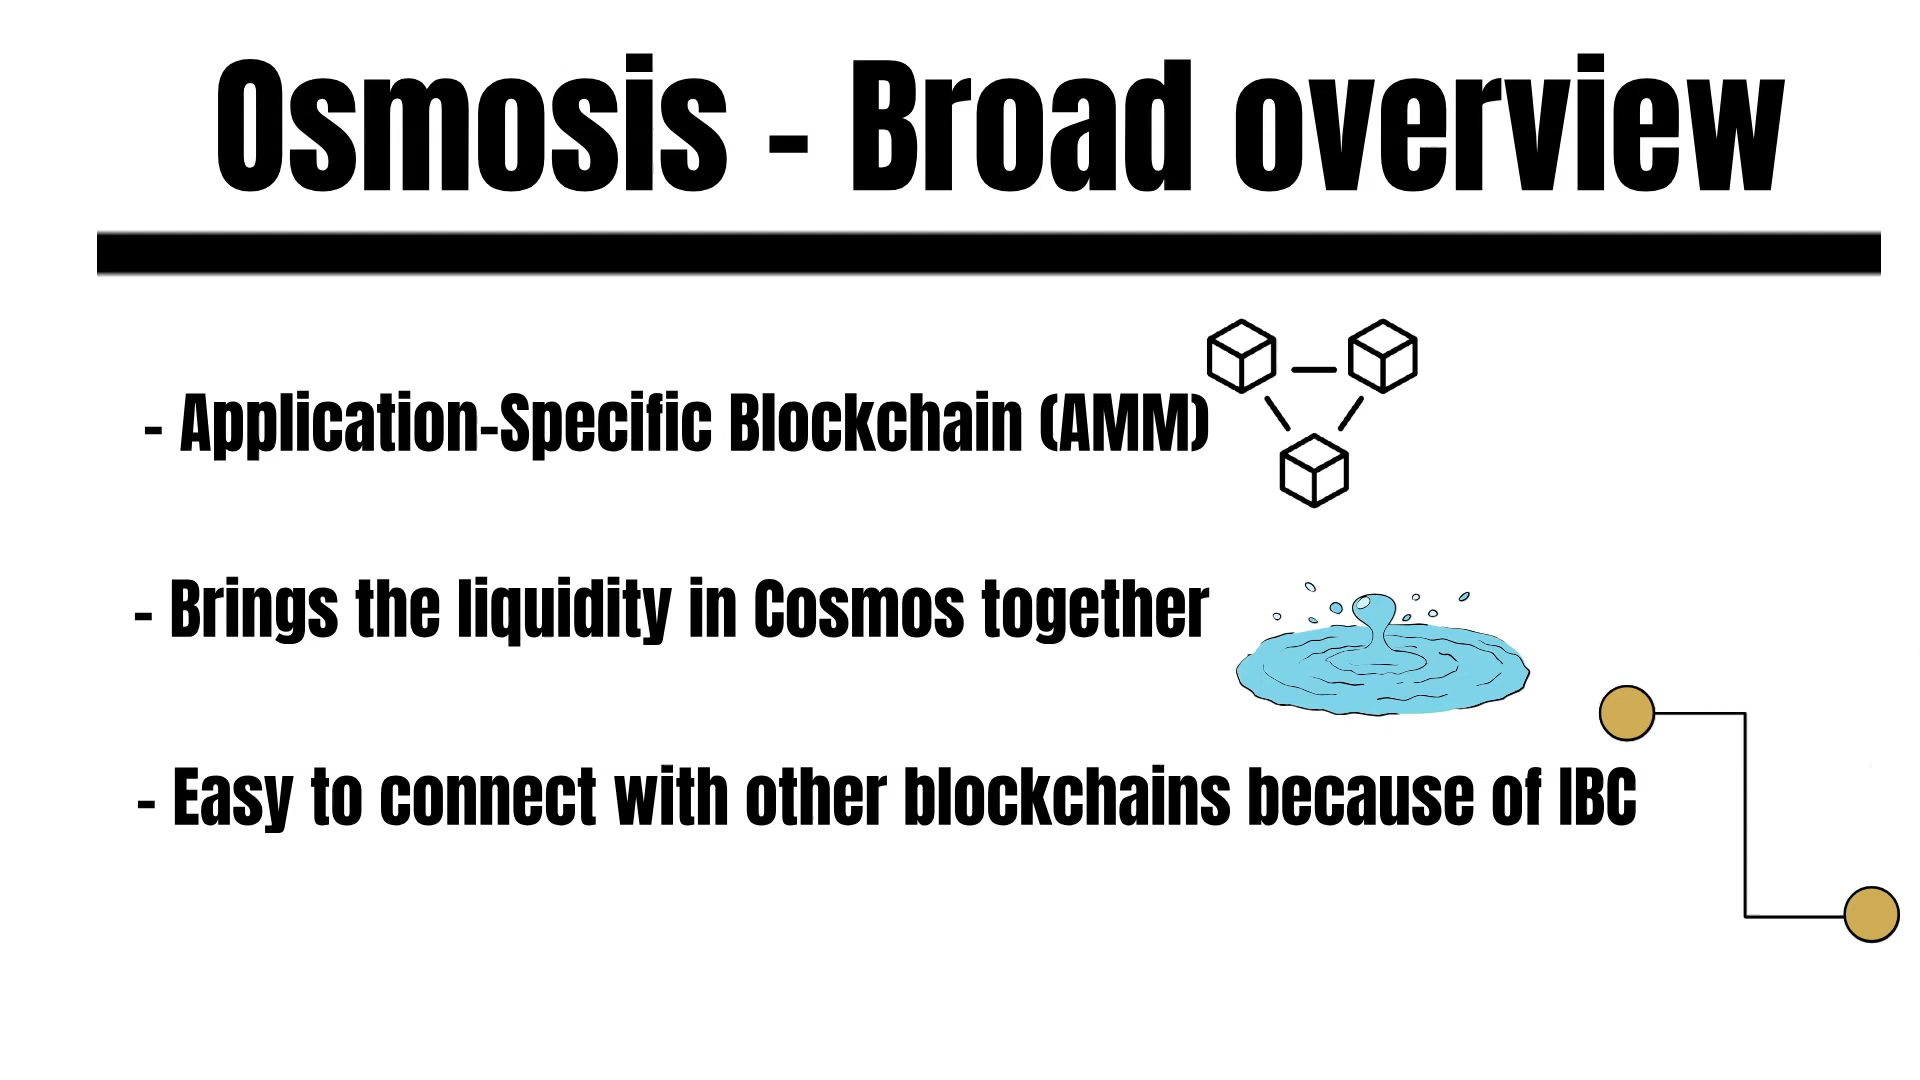 Osmosis - Broad overview
- Application-Specific Blockchain (AMM)
- Brings the liquidity in Cosmos together
- Easy to connect with other blockchains because of IBC